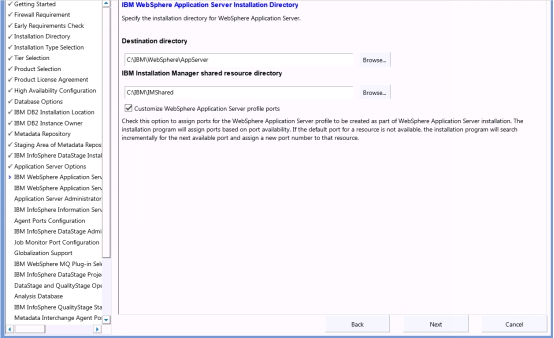 Getting Started
Firewall Requirement
Early Requirements Check
Installation Directory
Installation Type Selection
Tier Selection
Product Selection
Product License Agreement
High Availability Configuration
Database Options
IBM DB2 Installation Location
IBM DB2 Instance Owner
Metadata Repository
Staging Area of Metadata Repos
IBM InfoSphere DataStage Instal
Application Server Options
IBM WebSphere Application Serv
IBM WebSphere Application Serv
Application Server Administrator
IBM InfoSphere Information Serv
Agent Ports Configuration
IBM InfoSphere DataStage Admi
Job Monitor Port Configuration
Globalization Support
IBM WebSphere MQ Plug-in Sele
IBM InfoSphere DataStage Proje
DataStage and QualityStage Ope
Analysis Database
IBM InfoSphere QualityStage Sta
Metadata Interchange Agent Po
IBM WebSphere Application Server Installation Directory
Specify the installation directory for WebSphere Application Server.
Destination directory
C:\IBM\WebSphere\AppServer
Browse...
IBM Installation Manager shared resource directory
C:\IBM\IMShared
Browse...
Customize WebSphere Application Server profile ports
Check this option to assign ports for the WebSphere Application Server profile to be created as part of WebSphere Application Server installation. The
installation program will assign ports based on port availability. If the default port for a resource is not available, the installation program will search
incrementally for the next available port and assign a new port number to that resource.
Back
Next
Cancel